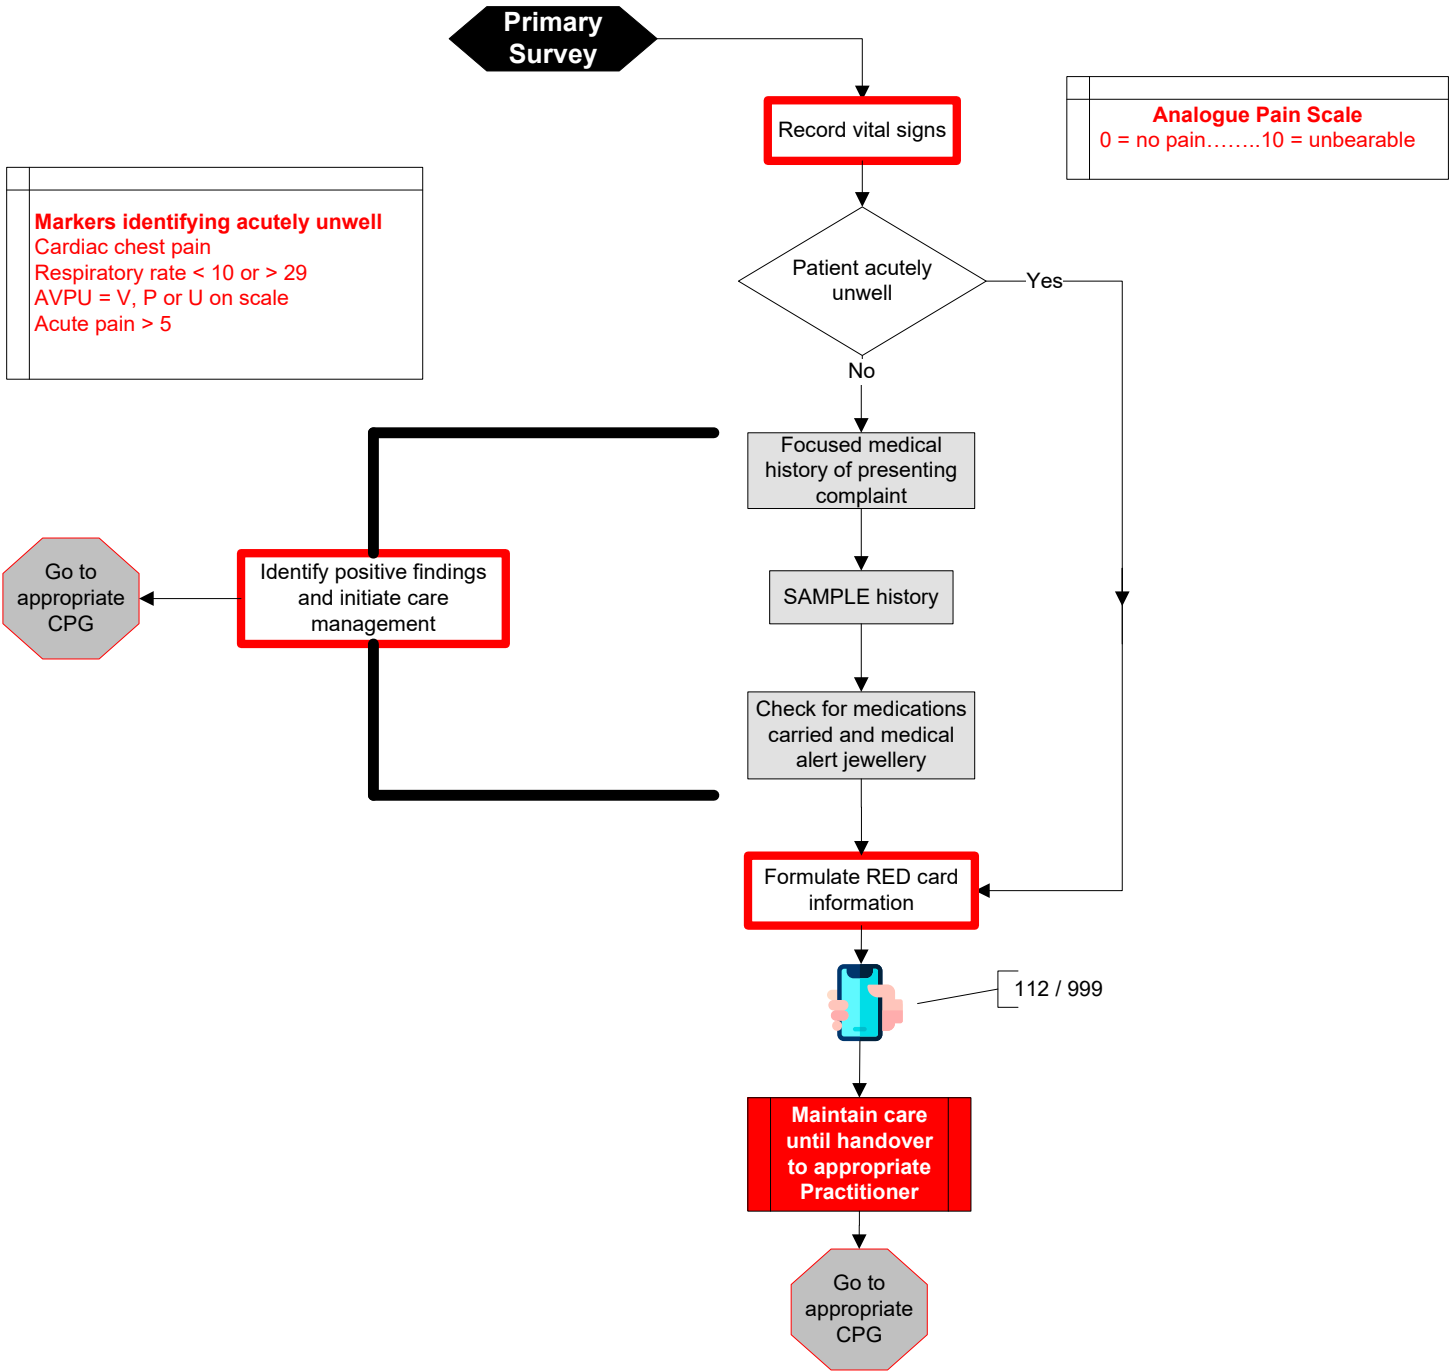 Primary
Survey
Record vital signs
Analogue Pain Scale
0 = no pain……..10 = unbearable
Markers identifying acutely unwell
Cardiac chest pain
Respiratory rate < 10 or > 29
AVPU = V, P or U on scale
Acute pain > 5
Patient acutely
unwell
Yes
No
Focused medical
history of presenting
complaint
Go to
appropriate
CPG
Identify positive findings
and initiate care
management
SAMPLE history
Check for medications
carried and medical
alert jewellery
Formulate RED card
information
112 / 999
Maintain care
until handover
to appropriate
Practitioner
Go to
appropriate
CPG